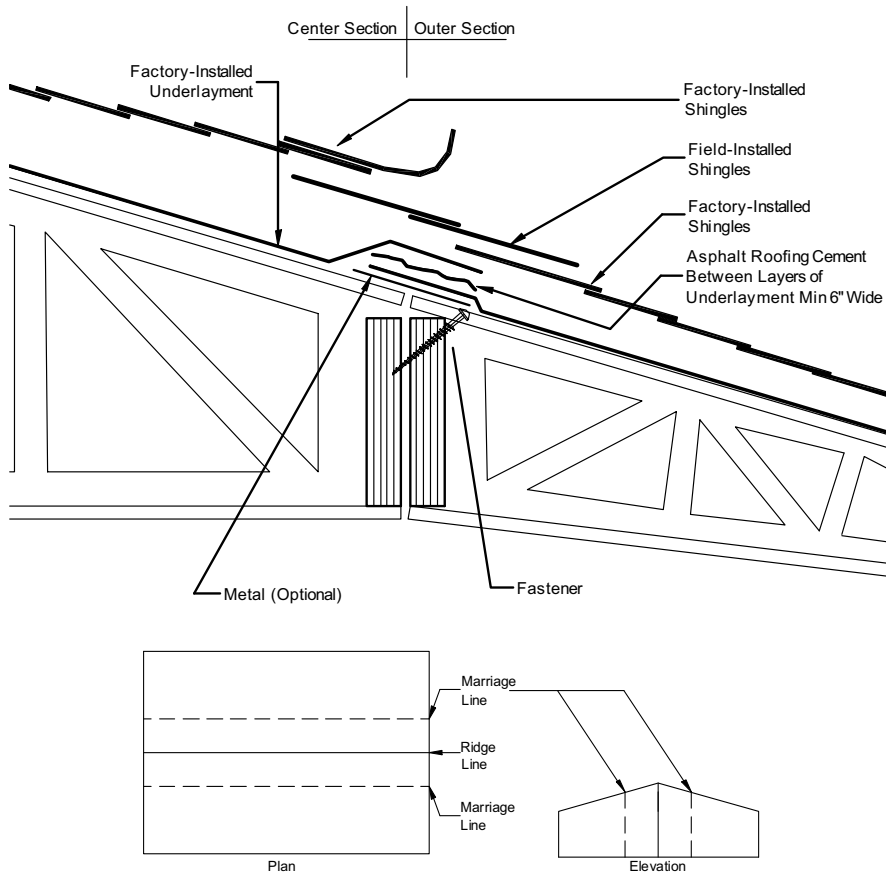 Center Section
Outer Section
Factory-Installed
Underlayment
Factory-Installed
Shingles
Field-Installed
Shingles
Factory-Installed
Shingles
Asphalt Roofing Cement
Between Layers of
Underlayment Min 6" Wide
Metal (Optional)
Fastener
Marriage
Line
Ridge
Line
Marriage
Line
Plan
Elevation